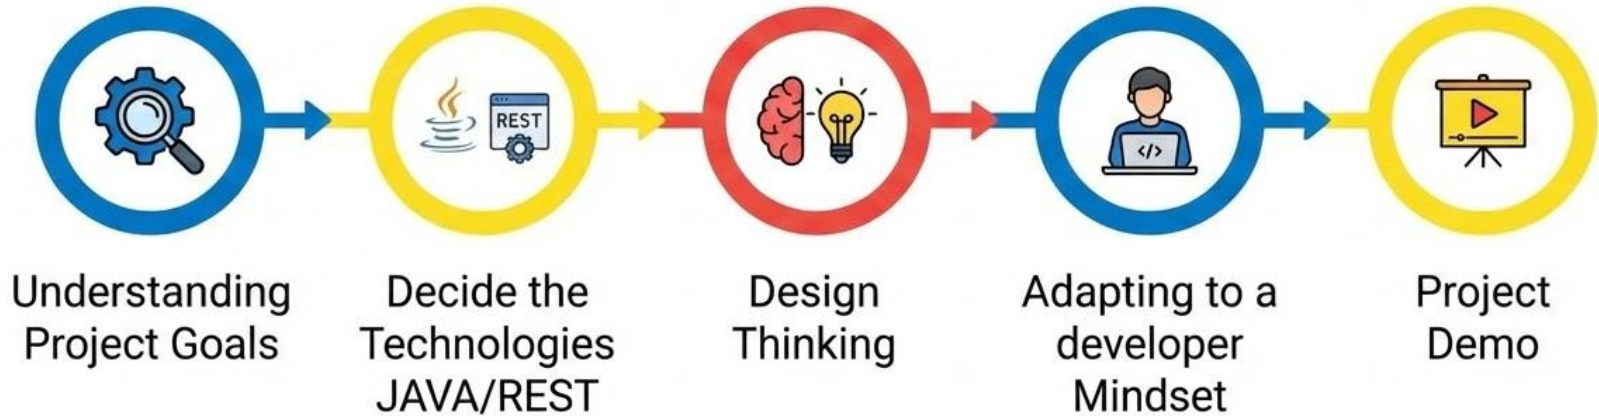 REST
</>
Understanding
Project Goals
Decide the
Technologies
JAVA/REST
Design
Thinking
Adapting to a
developer
Mindset
Project
Demo